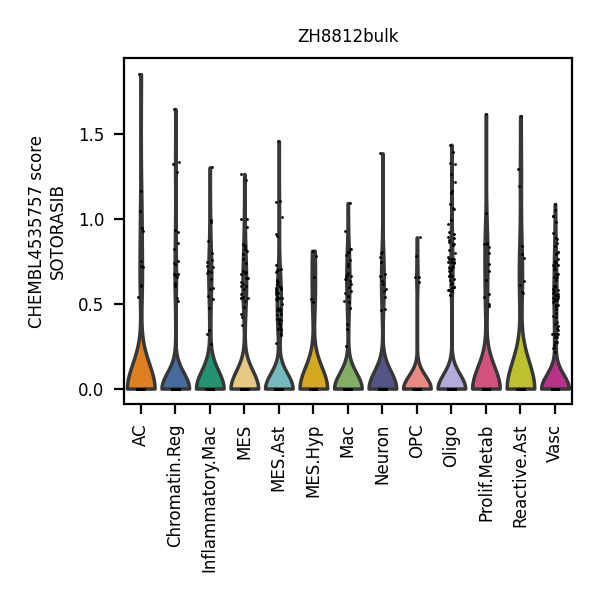 ZH8812bulk
CHEMBL4535757 score
SOTORASIB
1.5
1.0
0.5
0.0
AC
Chromatin.Reg
Inflammatory.Mac
MES
MES.Ast
MES.Hyp
Mac
Neuron
OPC
Oligo
Prolif.Metab
Reactive.Ast
Vasc